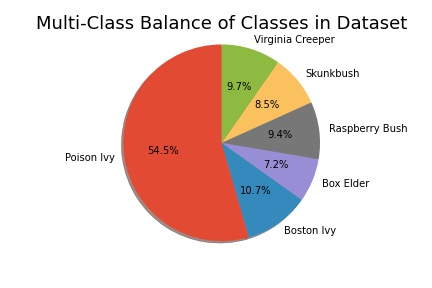 Multi-Class Balance of Classes in Dataset
Virginia Creeper
9.7%
Skunkbush
8.5%
Raspberry Bush
9.4%
Box Elder
7.2%
Boston Ivy
10.7%
Poison Ivy
54.5%